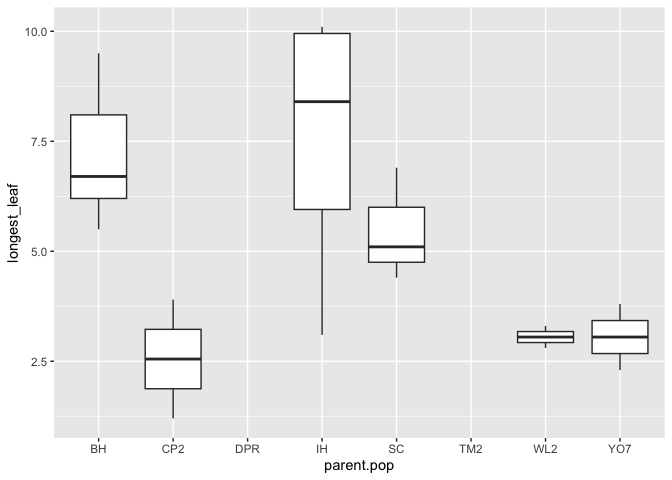 10.0
7.5
5.0
2.5
longest_leaf
BH CP2 DPR IH SC TM2 WL2 YO7
parent.pop